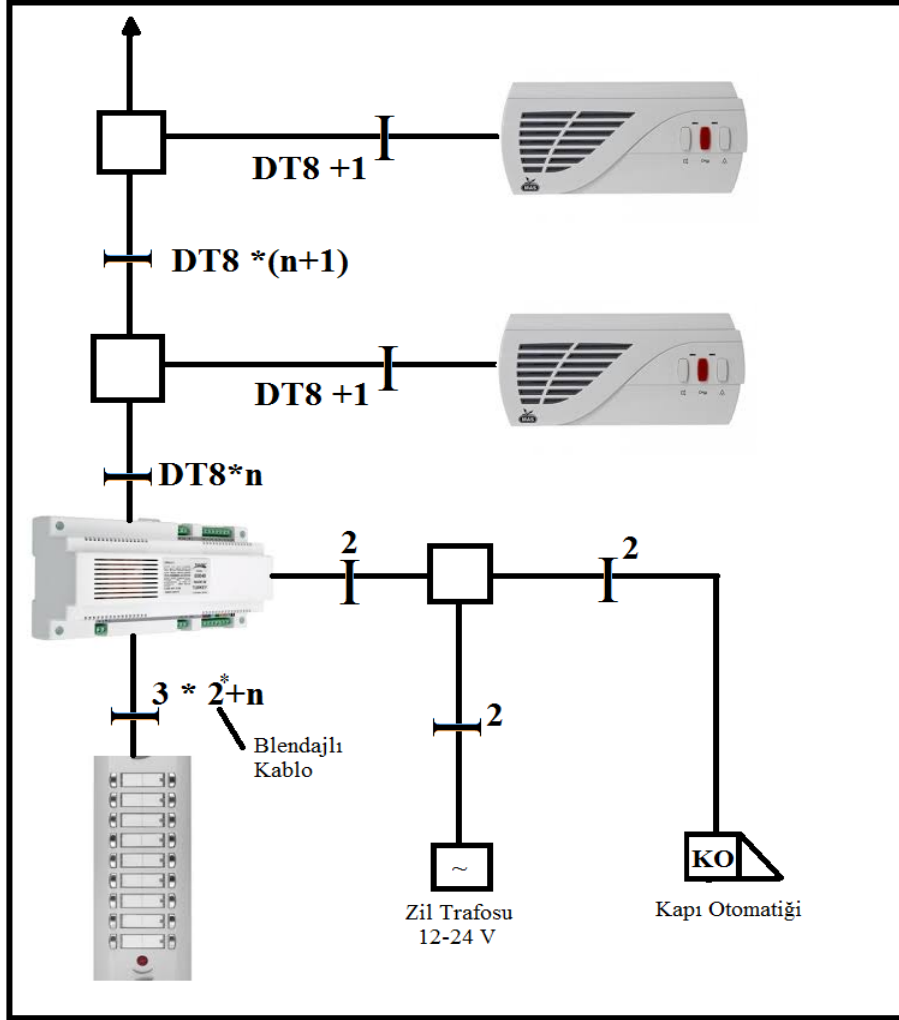 DT8 +1
DT8 *(n+1)
DT8 +1
DT8*n
2
2
3 * 2*+n
2
Blendajlı
Kablo
~
KO
Zil Trafosu
12-24 V
Kapı Otomatiği